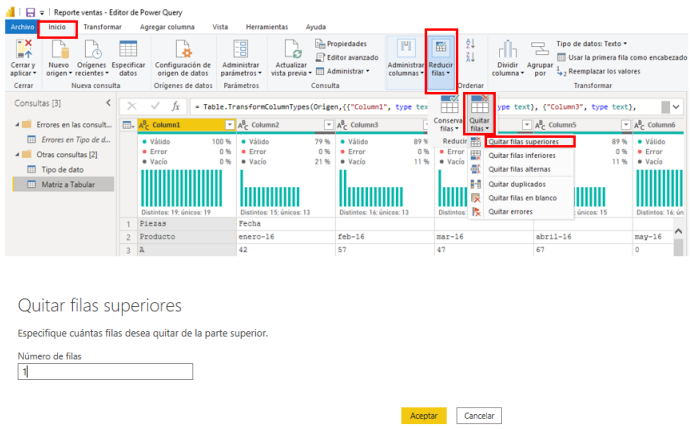 Reporte ventas - Editor de Power Query
Archivo Inicio Transformar Agregar columna Vista Herramientas Ayuda
Cerrar y aplicar
Nuevo origen
Orígenes recientes
Especificar datos
Configuración de origen de datos
Administrar parámetros
Actualizar vista previa
Propiedades
Editor avanzado
Administrar
Administrar columnas
Reducir filas
Dividir columna
Agrupar por
Tipo de datos: Texto
Usar la primera fila como encabezado
Reemplazar los valores
Cerrar Nueva consulta Orígenes de datos Parámetros Consulta Ordenar Transformar
Consultas [3]
Errores en las consult...
Errores en Tipo de d...
Otras consultas [2]
Tipo de dato
Matriz a Tabular
= Table.TransformColumnTypes(Origen,{{"Column1", type tex
type text}, {"Column3", type text},
Conserva filas
Quitar filas
Reducir
Quitar filas superiores
Quitar filas inferiores
Quitar filas alternas
Quitar duplicados
Quitar filas en blanco
Quitar errores
Column1 Column2 Column3 Column5 Column6
Válido 100 % Válido 79 % Válido 89 % 89 % Válido
Error 0 % Error 0 % Error 0 % 0 % Error
Vacío 0 % Vacío 21 % Vacío 11 % 11 % Vacío
Distintos: 19; únicos: 19 Distintos: 15; únicos: 13 Distintos: 16; únicos: 13 únicos: 15 Distintos: 16; ún
1 Piezas Fecha
2 Producto enero-16 feb-16 mar-16 abril-16 may-16
3 A 42 57 47 67 0
Quitar filas superiores
Especifique cuántas filas desea quitar de la parte superior.
Número de filas
1
Aceptar Cancelar